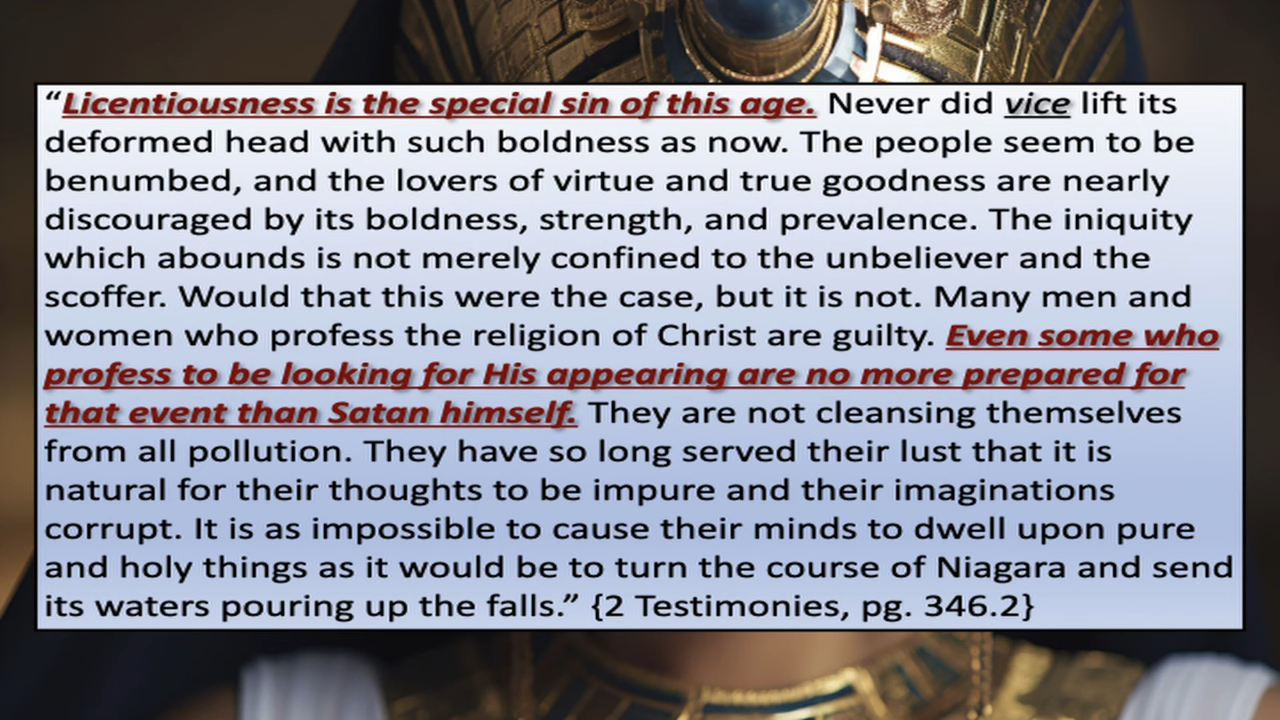 “Licentiousness is the special sin of this age. Never did vice lift its
deformed head with such boldness as now. The people seem to be
benumbed, and the lovers of virtue and true goodness are nearly
discouraged by its boldness, strength, and prevalence. The iniquity
which abounds is not merely confined to the unbeliever and the
scoffer. Would that this were the case, but it is not. Many men and
women who profess the religion of Christ are guilty. Even some who
profess to be looking for His appearing are no more prepared for
that event than Satan himself. They are not cleansing themselves
from all pollution. They have so long served their lust that it is
natural for their thoughts to be impure and their imaginations
corrupt. It is as impossible to cause their minds to dwell upon pure
and holy things as it would be to turn the course of Niagara and send
its waters pouring up the falls.” {2 Testimonies, pg. 346.2}